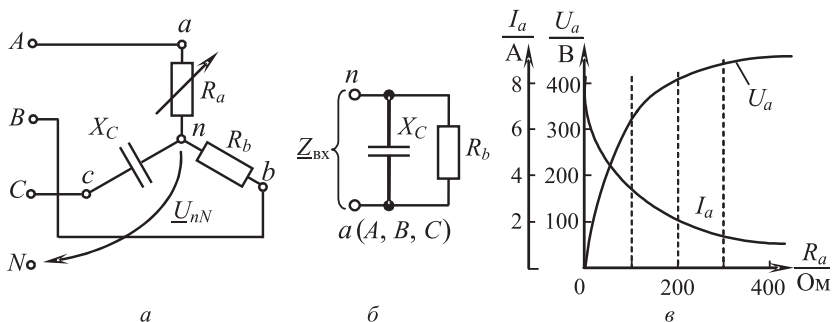 A
B
C
N
a
R_a
X_C
n
R_b
b
c
U_nN
а
n
Z_вх
X_C
R_b
a (A, B, C)
б
I_a
А
U_a
В
8
6
4
2
400
300
200
100
U_a
I_a
0
200
400
R_a
Ом
в